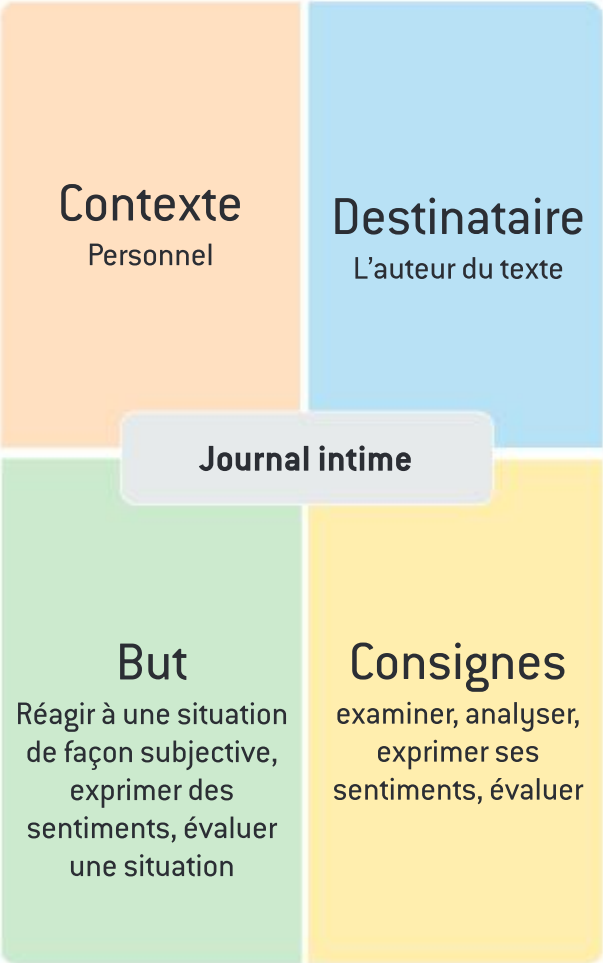 Contexte
Personnel
Destinataire
L'auteur du texte
Journal intime
But
Réagir à une situation
de façon subjective,
exprimer des
sentiments, évaluer
une situation
Consignes
examiner, analyser,
exprimer ses
sentiments, évaluer